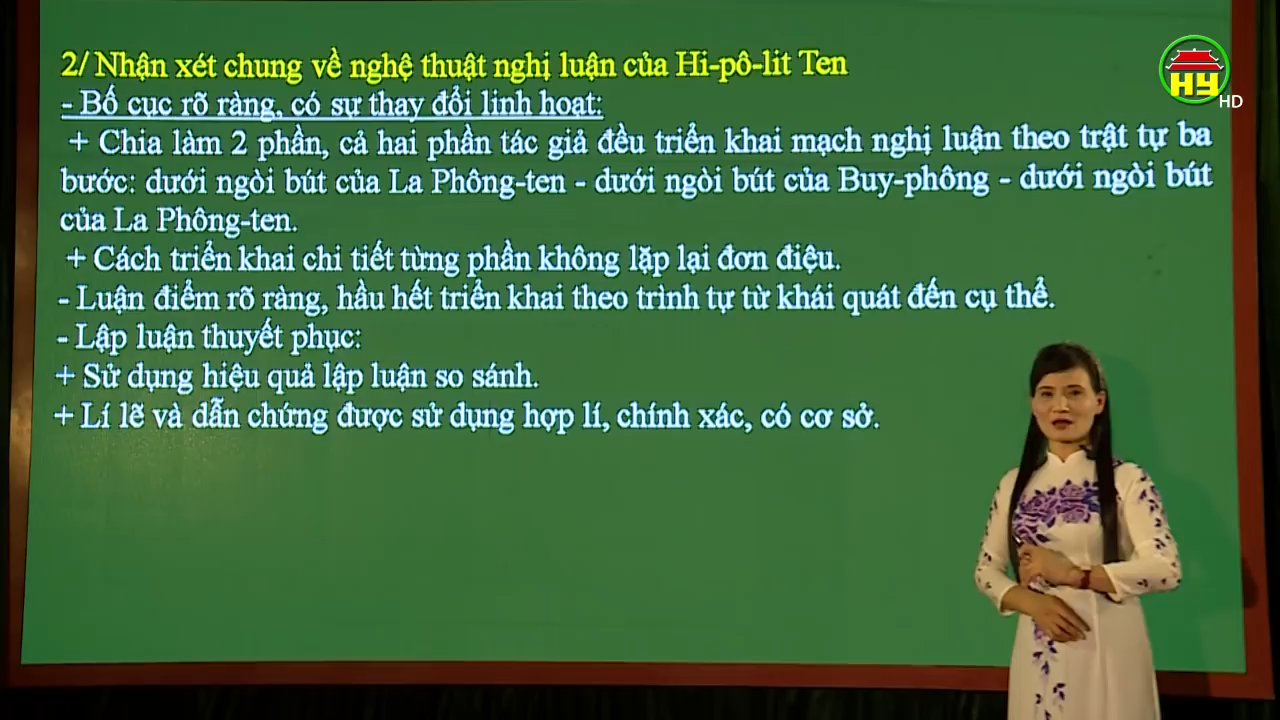 2/ Nhận xét chung về nghệ thuật nghị luận của Hi-pô-lit Ten
- Bố cục rõ ràng, có sự thay đổi linh hoạt:
+ Chia làm 2 phần, cả hai phần tác giả đều triển khai mạch nghị luận theo trật tự ba
bước: dưới ngòi bút của La Phông-ten - dưới ngòi bút của Buy-phông - dưới ngòi bút
của La Phông-ten.
+ Cách triển khai chi tiết từng phần không lặp lại đơn điệu.
- Luận điểm rõ ràng, hầu hết triển khai theo trình tự từ khái quát đến cụ thể.
- Lập luận thuyết phục:
+ Sử dụng hiệu quả lập luận so sánh.
+ Lí lẽ và dẫn chứng được sử dụng hợp lí, chính xác, có cơ sở.
HY
HD